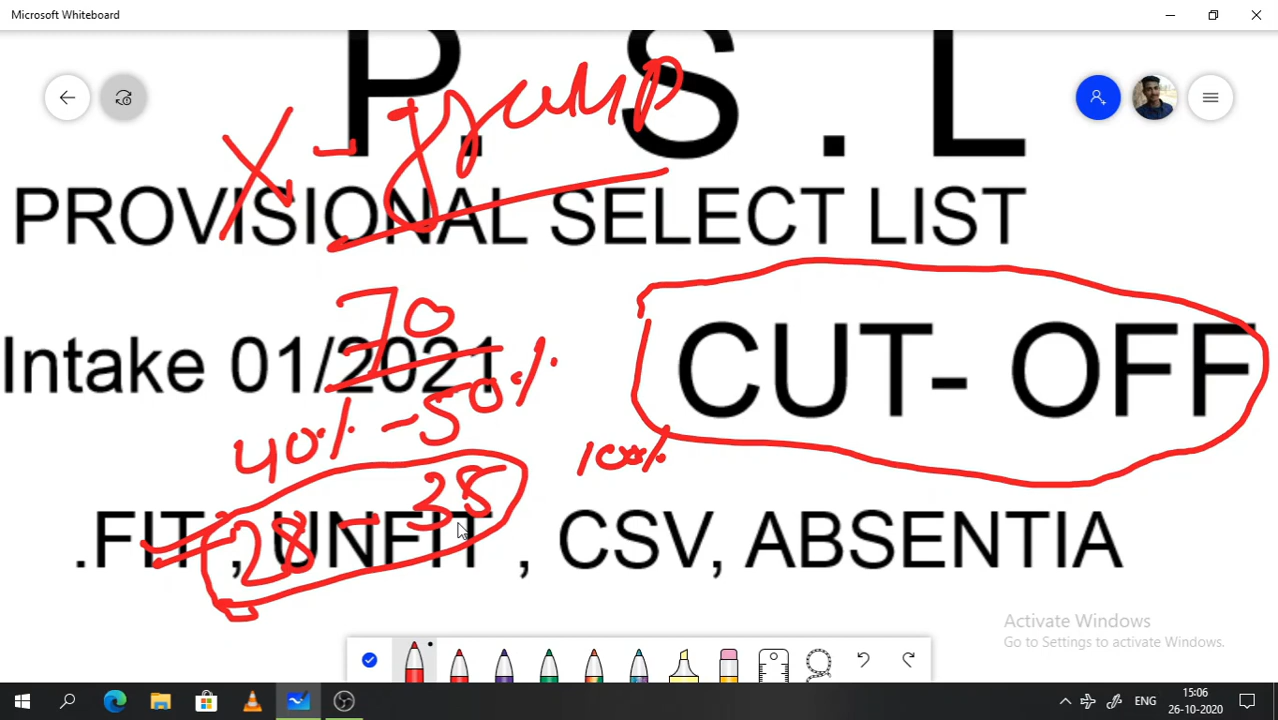 Microsoft Whiteboard
P. S . L
X - group
PROVISIONAL SELECT LIST
70
Intake 01/2021
CUT- OFF
40% - 50%
100%
28 - 38
.FIT , UNFIT , CSV, ABSENTIA
Activate Windows
Go to Settings to activate Windows.
ENG
15:06
26-10-2020